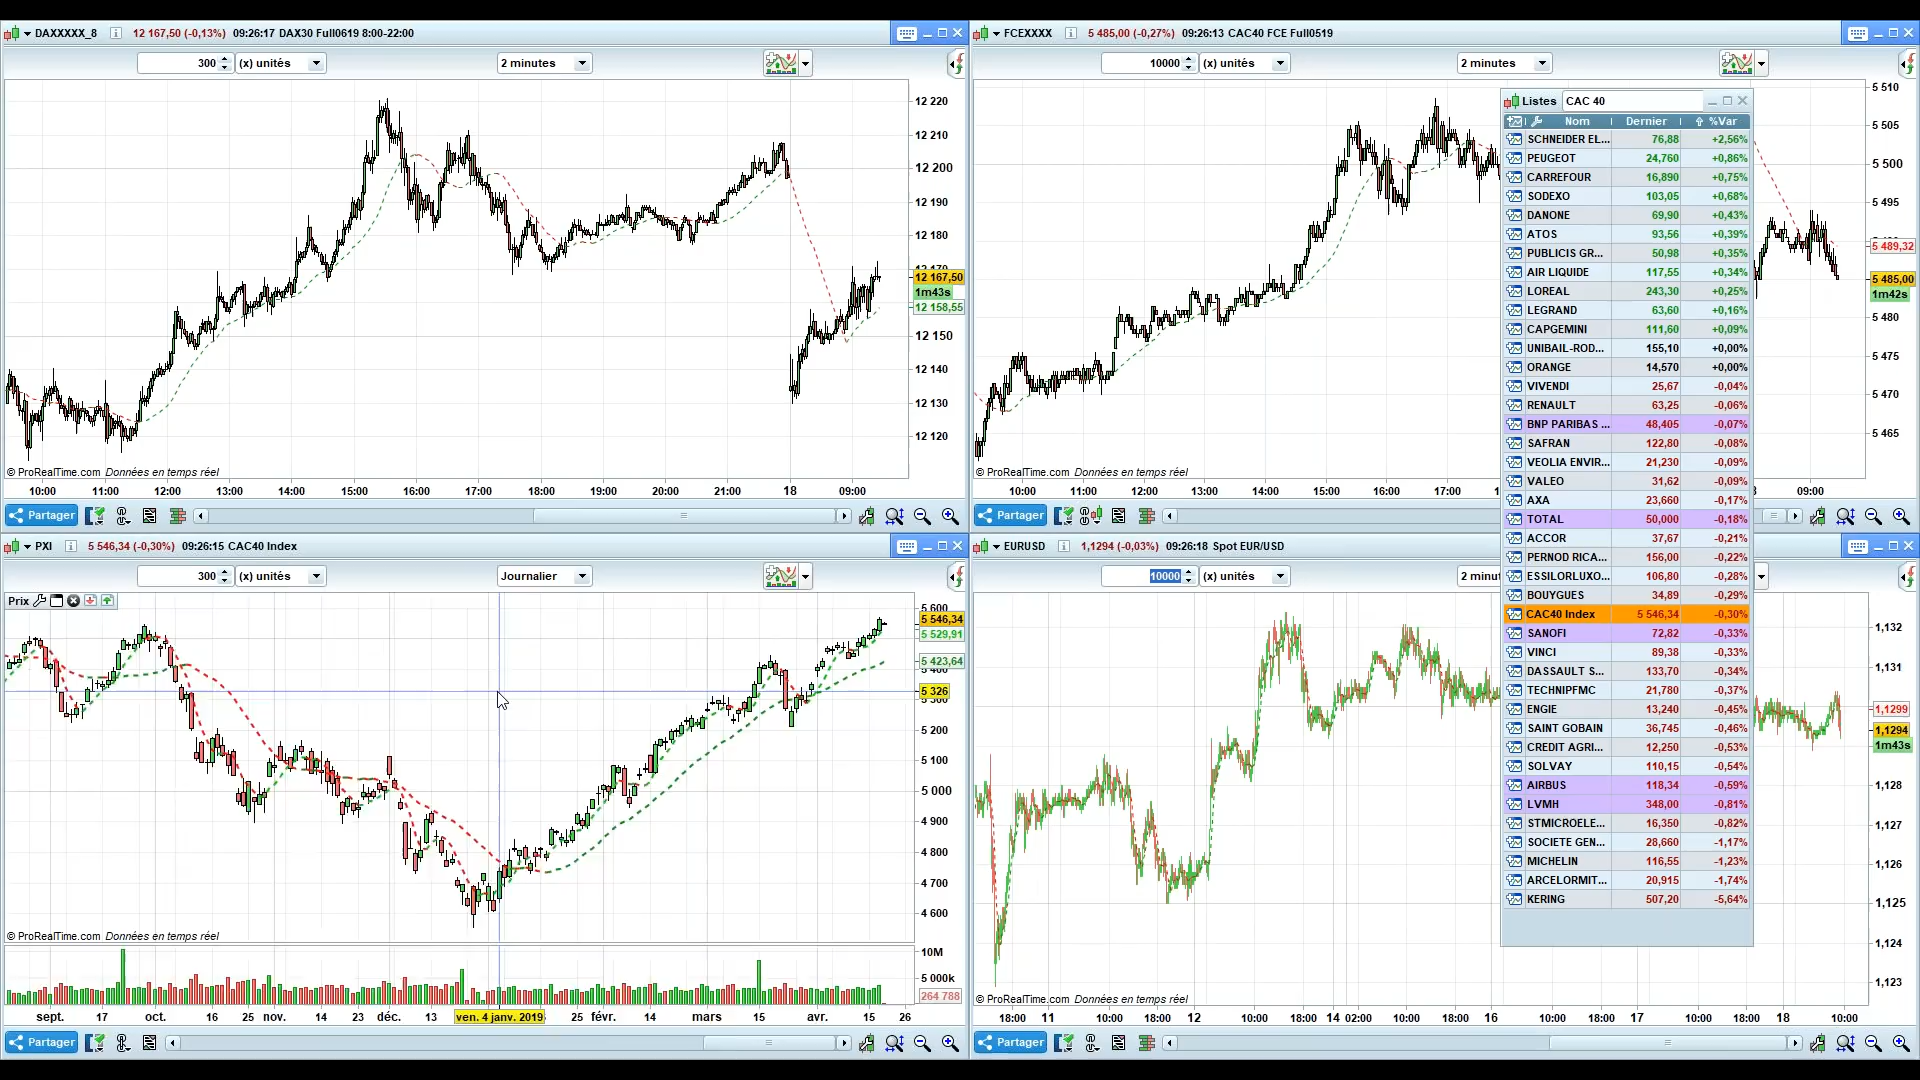 DAXXXXX_8 12 167,50 (-0,13%) 09:26:17 DAX30 Full0619 8:00-22:00
300 (x) unités 2 minutes
12 220
12 210
12 200
12 190
12 180
12 167,50
1m43s
12 158,55
12 150
12 140
12 130
12 120
© ProRealTime.com Données en temps réel
10:00 11:00 12:00 13:00 14:00 15:00 16:00 17:00 18:00 19:00 20:00 21:00 18 09:00
Partager
FCEXXXX 5 485,00 (-0,27%) 09:26:13 CAC40 FCE Full0519
10000 (x) unités 2 minutes
5 510
5 505
5 500
5 495
5 489,32
5 485,00
1m42s
5 480
5 475
5 470
5 465
© ProRealTime.com Données en temps réel
10:00 11:00 12:00 13:00 14:00 15:00 16:00 17:00 09:00
Partager
Listes CAC 40
Nom Dernier %Var
SCHNEIDER EL... 76,88 +2,56%
PEUGEOT 24,760 +0,86%
CARREFOUR 16,890 +0,75%
SODEXO 103,05 +0,68%
DANONE 69,90 +0,43%
ATOS 93,56 +0,39%
PUBLICIS GR... 50,98 +0,35%
AIR LIQUIDE 117,55 +0,34%
LOREAL 243,30 +0,25%
LEGRAND 63,60 +0,16%
CAPGEMINI 111,60 +0,09%
UNIBAIL-ROD... 155,10 +0,00%
ORANGE 14,570 +0,00%
VIVENDI 25,67 -0,04%
RENAULT 63,25 -0,06%
BNP PARIBAS ... 48,405 -0,07%
SAFRAN 122,80 -0,08%
VEOLIA ENVIR... 21,230 -0,09%
VALEO 31,62 -0,09%
AXA 23,660 -0,17%
TOTAL 50,000 -0,18%
ACCOR 37,67 -0,21%
PERNOD RICA... 156,00 -0,22%
ESSILORLUXO... 106,80 -0,28%
BOUYGUES 34,89 -0,29%
CAC40 Index 5 546,34 -0,30%
SANOFI 72,82 -0,33%
VINCI 89,38 -0,33%
DASSAULT S... 133,70 -0,34%
TECHNIPFMC 21,780 -0,37%
ENGIE 13,240 -0,45%
SAINT GOBAIN 36,745 -0,46%
CREDIT AGRI... 12,250 -0,53%
SOLVAY 110,15 -0,54%
AIRBUS 118,34 -0,59%
LVMH 348,00 -0,81%
STMICROELE... 16,350 -0,82%
SOCIETE GEN... 28,660 -1,17%
MICHELIN 116,55 -1,23%
ARCELORMIT... 20,915 -1,74%
KERING 507,20 -5,64%
PXI 5 546,34 (-0,30%) 09:26:15 CAC40 Index
300 (x) unités Journalier
Prix
5 600
5 546,34
5 529,91
5 423,64
5 326
5 300
5 200
5 100
5 000
4 900
4 800
4 700
4 600
© ProRealTime.com Données en temps réel
10M
5 000k
264 788
sept. 17 oct. 16 25 nov. 14 23 déc. 13 ven. 4 janv. 2019 25 févr. 14 mars 15 avr. 15 26
Partager
EURUSD 1,1294 (-0,03%) 09:26:18 Spot EUR/USD
10000 (x) unités 2 minut
1,132
1,131
1,1299
1,1294
1m43s
1,128
1,127
1,126
1,125
1,124
1,123
© ProRealTime.com Données en temps réel
18:00 11 10:00 18:00 12 10:00 18:00 14 02:00 10:00 18:00 16 10:00 18:00 17 10:00 18:00 18 10:00
Partager